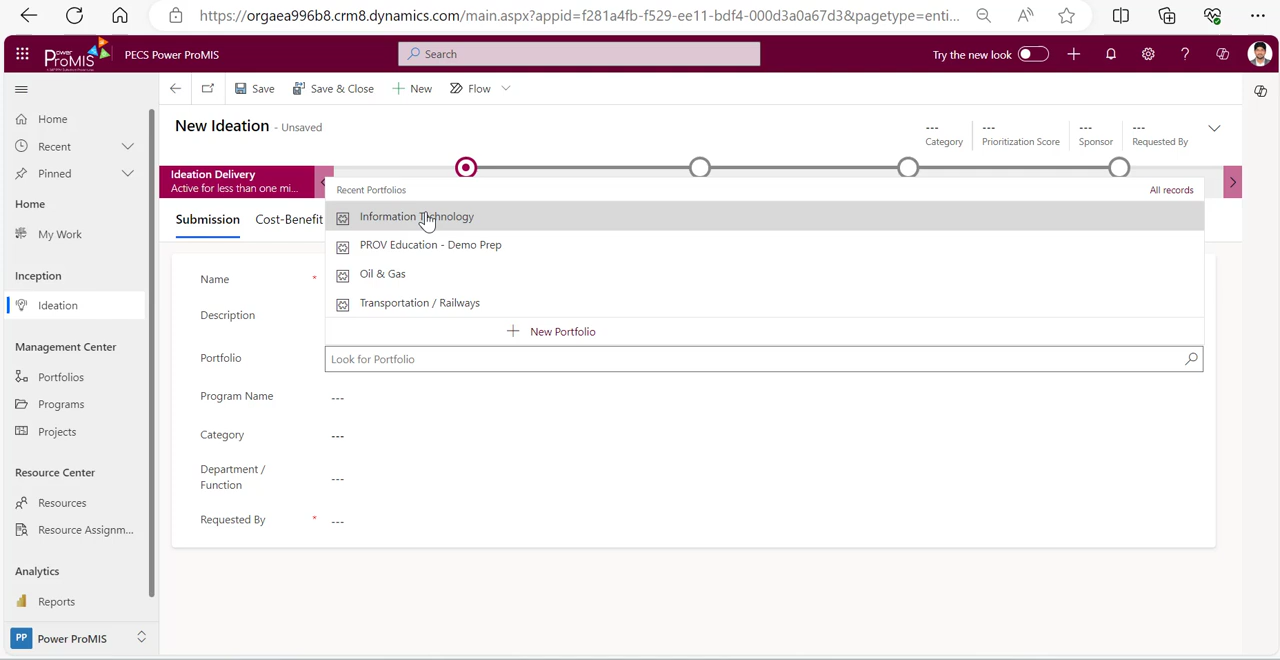 https://orgaea996b8.crm8.dynamics.com/main.aspx?appid=f281a4fb-f529-ee11-bdf4-000d3a0a67d3&pagetype=enti...
Power ProMIS
PECS Power ProMIS
Search
Try the new look
Save
Save & Close
New
Flow
Home
Recent
Pinned
Home
My Work
Inception
Ideation
Management Center
Portfolios
Programs
Projects
Resource Center
Resources
Resource Assignm...
Analytics
Reports
PP Power ProMIS
New Ideation - Unsaved
--- Category
--- Prioritization Score
--- Sponsor
--- Requested By
Ideation Delivery
Active for less than one mi...
Submission
Cost-Benefit
Recent Portfolios
All records
Information Technology
PROV Education - Demo Prep
Oil & Gas
Transportation / Railways
New Portfolio
Name *
Description
Portfolio
Look for Portfolio
Program Name ---
Category ---
Department / Function ---
Requested By * ---